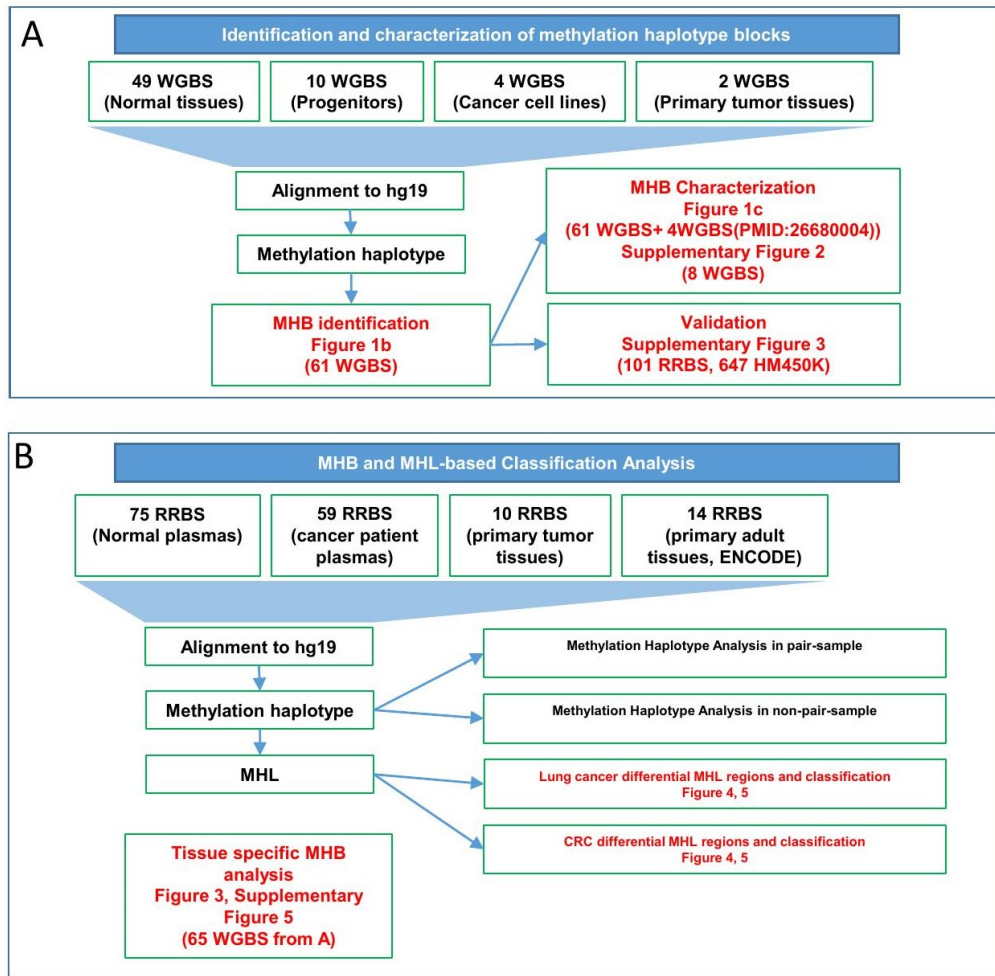 A
Identification and characterization of methylation haplotype blocks
49 WGBS
(Normal tissues)
10 WGBS
(Progenitors)
4 WGBS
(Cancer cell lines)
2 WGBS
(Primary tumor tissues)
Alignment to hg19
Methylation haplotype
MHB identification
Figure 1b
(61 WGBS)
MHB Characterization
Figure 1c
(61 WGBS+ 4WGBS(PMID:26680004))
Supplementary Figure 2
(8 WGBS)
Validation
Supplementary Figure 3
(101 RRBS, 647 HM450K)
B
MHB and MHL-based Classification Analysis
75 RRBS
(Normal plasmas)
59 RRBS
(cancer patient
plasmas)
10 RRBS
(primary tumor
tissues)
14 RRBS
(primary adult
tissues, ENCODE)
Alignment to hg19
Methylation haplotype
MHL
Methylation Haplotype Analysis in pair-sample
Methylation Haplotype Analysis in non-pair-sample
Lung cancer differential MHL regions and classification
Figure 4, 5
CRC differential MHL regions and classification
Figure 4, 5
Tissue specific MHB
analysis
Figure 3, Supplementary
Figure 5
(65 WGBS from A)